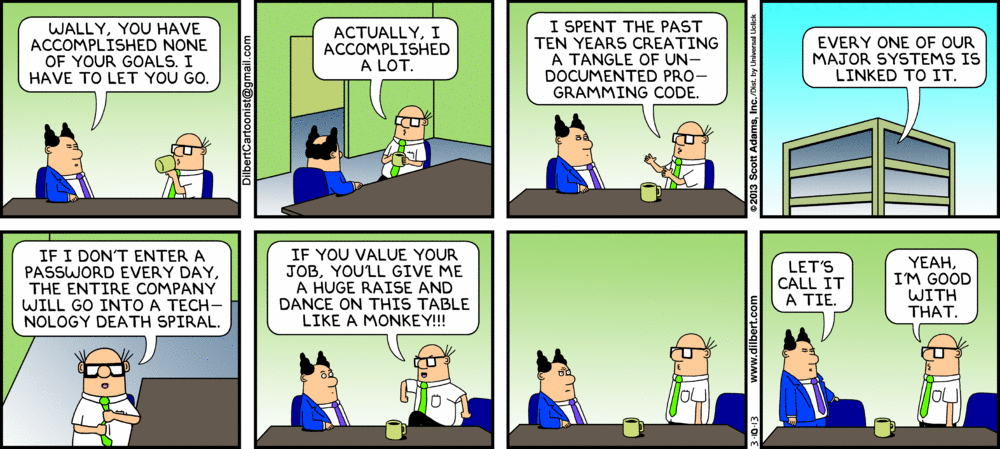 WALLY, YOU HAVE
ACCOMPLISHED NONE
OF YOUR GOALS. I
HAVE TO LET YOU GO.
DilbertCartoonist@gmail.com
ACTUALLY, I
ACCOMPLISHED
A LOT.
I SPENT THE PAST
TEN YEARS CREATING
A TANGLE OF UN-
DOCUMENTED PRO-
GRAMMING CODE.
©2013 Scott Adams, Inc. /Dist. by Universal Uclick
EVERY ONE OF OUR
MAJOR SYSTEMS IS
LINKED TO IT.
IF I DON'T ENTER A
PASSWORD EVERY DAY,
THE ENTIRE COMPANY
WILL GO INTO A TECH-
NOLOGY DEATH SPIRAL.
IF YOU VALUE YOUR
JOB, YOU'LL GIVE ME
A HUGE RAISE AND
DANCE ON THIS TABLE
LIKE A MONKEY!!!
3-10-13
www.dilbert.com
LET'S
CALL IT
A TIE.
YEAH,
I'M GOOD
WITH
THAT.